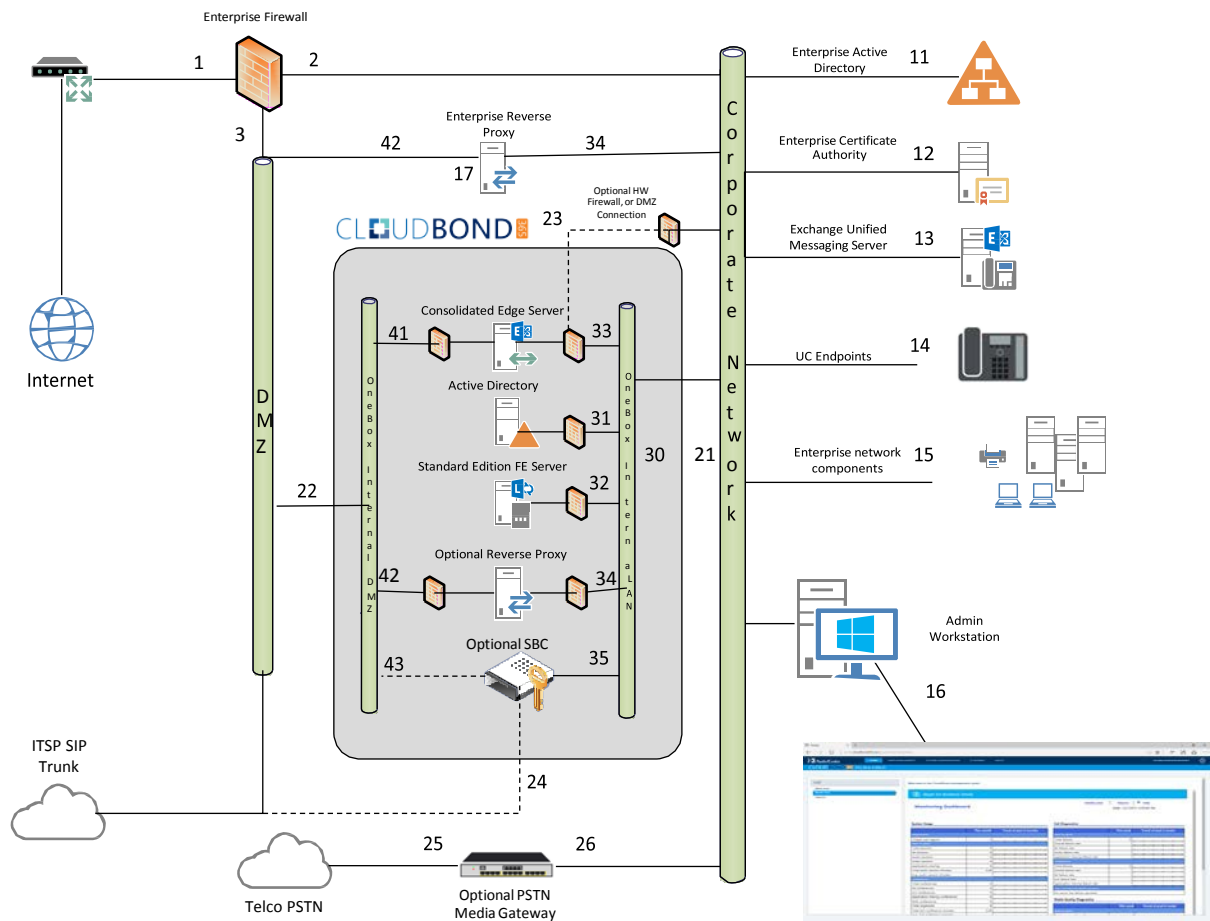 Enterprise Firewall
1
2
3
Enterprise Active
Directory
11
Enterprise Reverse
Proxy
42
34
17
Enterprise Certificate
Authority
12
Optional HW
Firewall, or DMZ
Connection
23
CLOUDBOND 365
Exchange Unified
Messaging Server
13
Corporate Network
Internet
DMZ
OneBox Internal DMZ
Consolidated Edge Server
41
33
OneBox Intern aLAN
UC Endpoints
14
Active Directory
31
30
21
Standard Edition FE Server
32
22
Enterprise network
components
15
Optional Reverse Proxy
42
34
Optional SBC
43
35
Admin
Workstation
16
ITSP SIP
Trunk
24
25
26
Telco PSTN
Optional PSTN
Media Gateway
Monitoring Dashboard